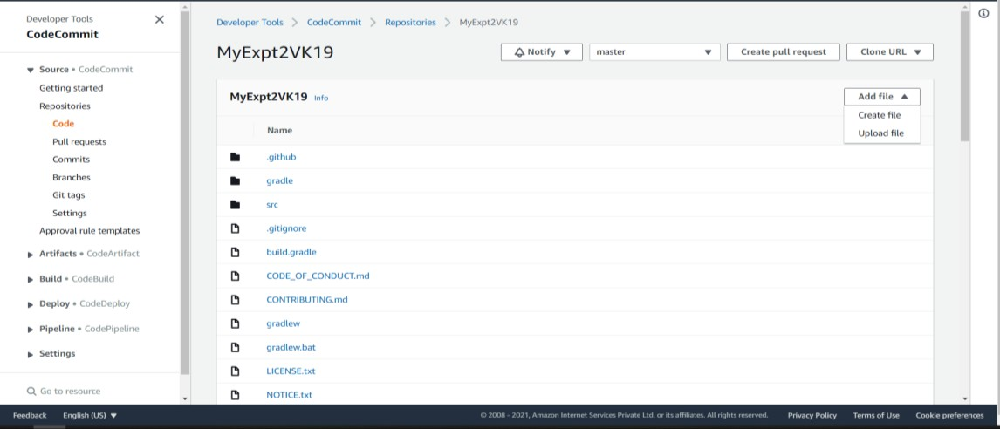 Developer Tools
CodeCommit
Source • CodeCommit
Getting started
Repositories
Code
Pull requests
Commits
Branches
Git tags
Settings
Approval rule templates
Artifacts • CodeArtifact
Build • CodeBuild
Deploy • CodeDeploy
Pipeline • CodePipeline
Settings
Go to resource
Developer Tools > CodeCommit > Repositories > MyExpt2VK19
MyExpt2VK19 Notify master Create pull request Clone URL
MyExpt2VK19 Info Add file
Create file
Upload file
Name
.github
gradle
src
.gitignore
build.gradle
CODE_OF_CONDUCT.md
CONTRIBUTING.md
gradlew
gradlew.bat
LICENSE.txt
NOTICE.txt
Feedback English (US) © 2008 - 2021, Amazon Internet Services Private Ltd. or its affiliates. All rights reserved. Privacy Policy Terms of Use Cookie preferences